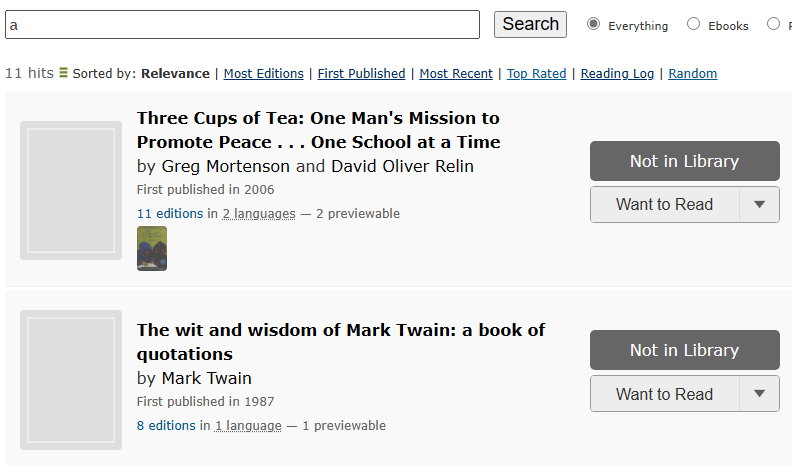 a
Search
Everything
Ebooks
11 hits
Sorted by: Relevance | Most Editions | First Published | Most Recent | Top Rated | Reading Log | Random
Three Cups of Tea: One Man's Mission to
Promote Peace . . . One School at a Time
by Greg Mortenson and David Oliver Relin
First published in 2006
11 editions in 2 languages — 2 previewable
Not in Library
Want to Read
The wit and wisdom of Mark Twain: a book of
quotations
by Mark Twain
First published in 1987
8 editions in 1 language — 1 previewable
Not in Library
Want to Read